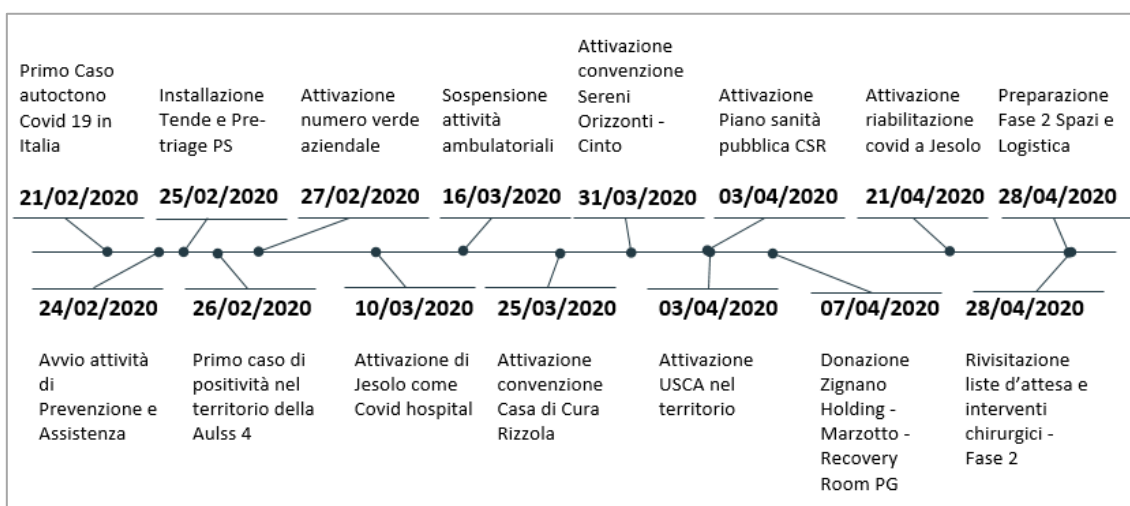 Primo Caso
autoctono
Covid 19 in
Italia
21/02/2020
Installazione
Tende e Pre-
triage PS
25/02/2020
Attivazione
numero verde
aziendale
27/02/2020
Sospensione
attività
ambulatoriali
16/03/2020
Attivazione
convenzione
Sereni
Orizzonti -
Cinto
31/03/2020
Attivazione
Piano sanità
pubblica CSR
03/04/2020
Attivazione
riabilitazione
covid a Jesolo
21/04/2020
Preparazione
Fase 2 Spazi e
Logistica
28/04/2020
24/02/2020
Avvio attività
di
Prevenzione e
Assistenza
26/02/2020
Primo caso di
positività nel
territorio della
Aulss 4
10/03/2020
Attivazione di
Jesolo come
Covid hospital
25/03/2020
Attivazione
convenzione
Casa di Cura
Rizzola
03/04/2020
Attivazione
USCA nel
territorio
07/04/2020
Donazione
Zignano
Holding -
Marzotto -
Recovery
Room PG
28/04/2020
Rivisitazione
liste d'attesa e
interventi
chirurgici -
Fase 2